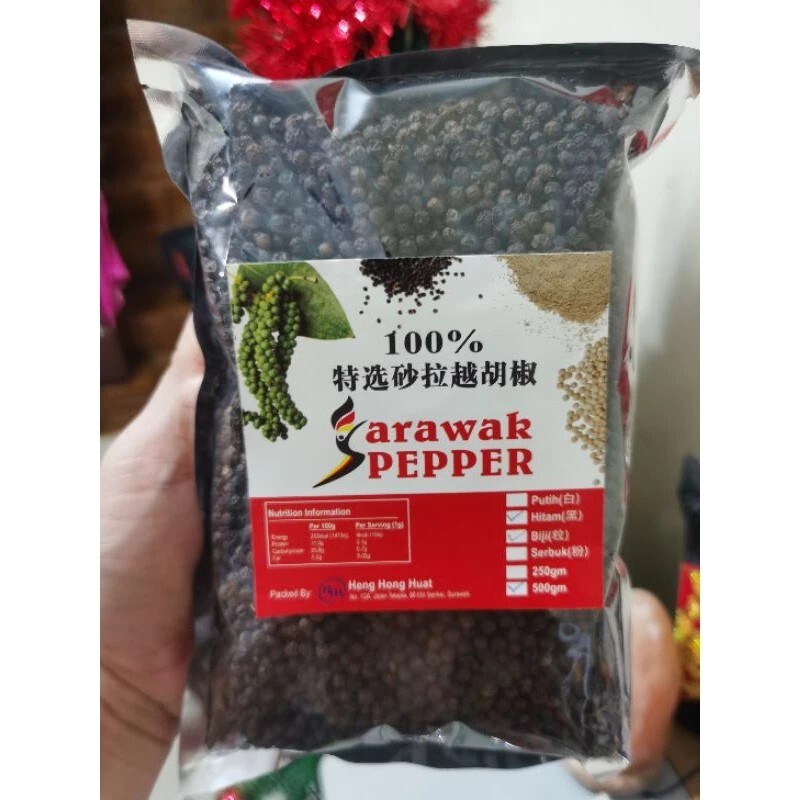 100%
特选砂拉越胡椒
Sarawak
PEPPER
Nutrition Information
Per 100g Per Serving (1g)
Energy
Protein
Carbohydrate
Fat
Putih(白)
Hitam(黑)
Biji(粒)
Serbuk(粉)
250gm
500gm
Packed By
Heng Hong Huat